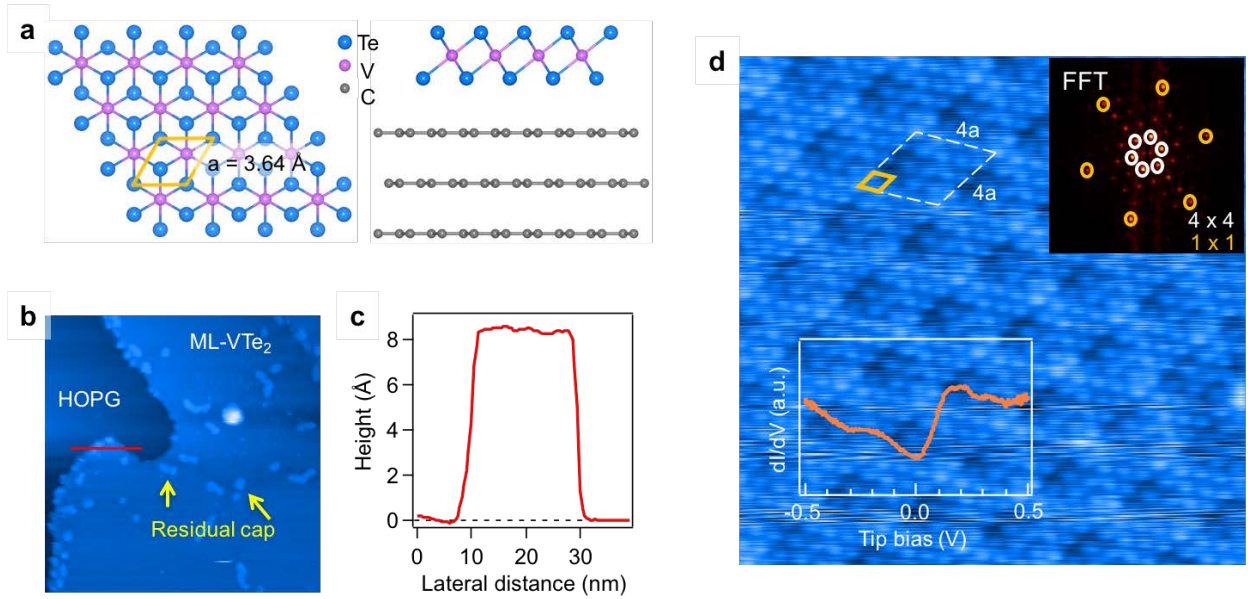 a
Te
V
C
a = 3.64 Å
b
ML-VTe₂
HOPG
Residual cap
c
Height (Å)
8
6
4
2
0
0
10
20
30
Lateral distance (nm)
d
4a
4a
FFT
4 x 4
1 x 1
dI/dV (a.u.)
-0.5
0.0
0.5
Tip bias (V)